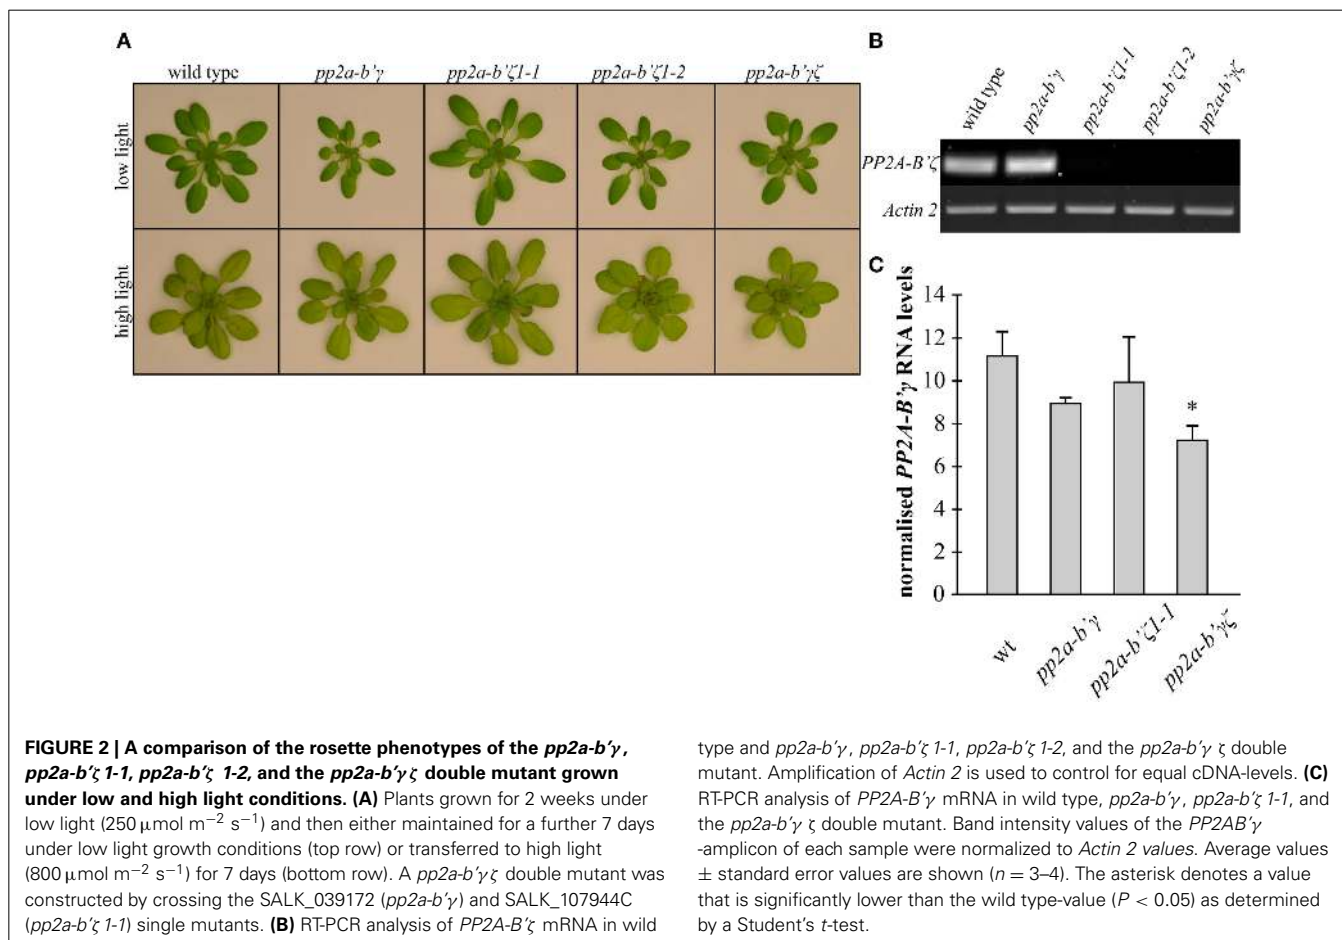 A
wild type pp2a-b'γ pp2a-b'ζ1-1 pp2a-b'ζ1-2 pp2a-b'γζ
low light
high light
B
wild type
pp2a-b'γ
pp2a-b'ζ1-1
pp2a-b'ζ1-2
pp2a-b'γζ
PP2A-B'ζ
Actin 2
C
normalised PP2A-B'γ RNA levels
14
12
10
8
6
4
2
0
*
wt
pp2a-b'γ
pp2a-b'ζ1-1
pp2a-b'γζ
FIGURE 2 | A comparison of the rosette phenotypes of the pp2a-b'γ,
pp2a-b'ζ1-1, pp2a-b'ζ 1-2, and the pp2a-b'γζ double mutant grown
under low and high light conditions. (A) Plants grown for 2 weeks under
low light (250 μmol m−2 s−1) and then either maintained for a further 7 days
under low light growth conditions (top row) or transferred to high light
(800 μmol m−2 s−1) for 7 days (bottom row). A pp2a-b'γζ double mutant was
constructed by crossing the SALK_039172 (pp2a-b'γ) and SALK_107944C
(pp2a-b'ζ1-1) single mutants. (B) RT-PCR analysis of PP2A-B'ζ mRNA in wild
type and pp2a-b'γ, pp2a-b'ζ1-1, pp2a-b'ζ1-2, and the pp2a-b'γ ζ double
mutant. Amplification of Actin 2 is used to control for equal cDNA-levels. (C)
RT-PCR analysis of PP2A-B'γ mRNA in wild type, pp2a-b'γ, pp2a-b'ζ1-1, and
the pp2a-b'γ ζ double mutant. Band intensity values of the PP2AB'γ
-amplicon of each sample were normalized to Actin 2 values. Average values
± standard error values are shown (n = 3–4). The asterisk denotes a value
that is significantly lower than the wild type-value (P < 0.05) as determined
by a Student's t-test.